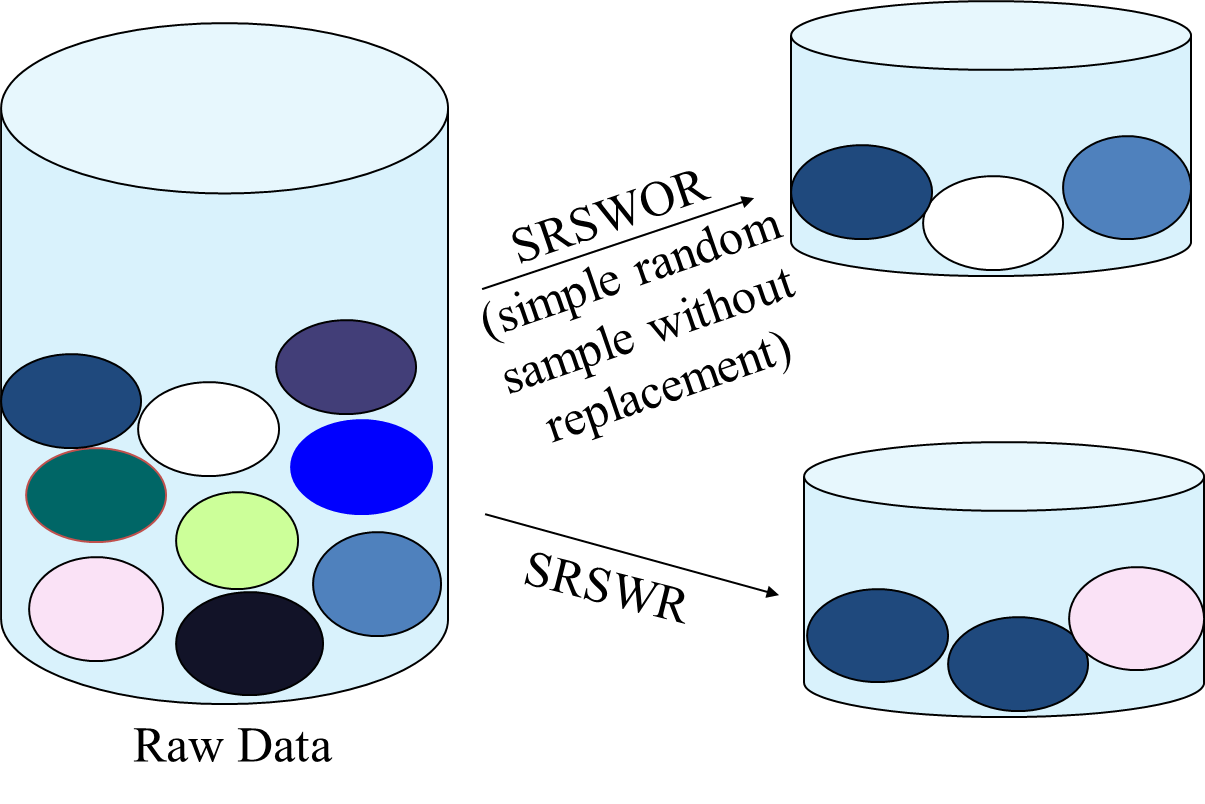 SRSWOR
(simple random
sample without
replacement)
SRSWR
Raw Data